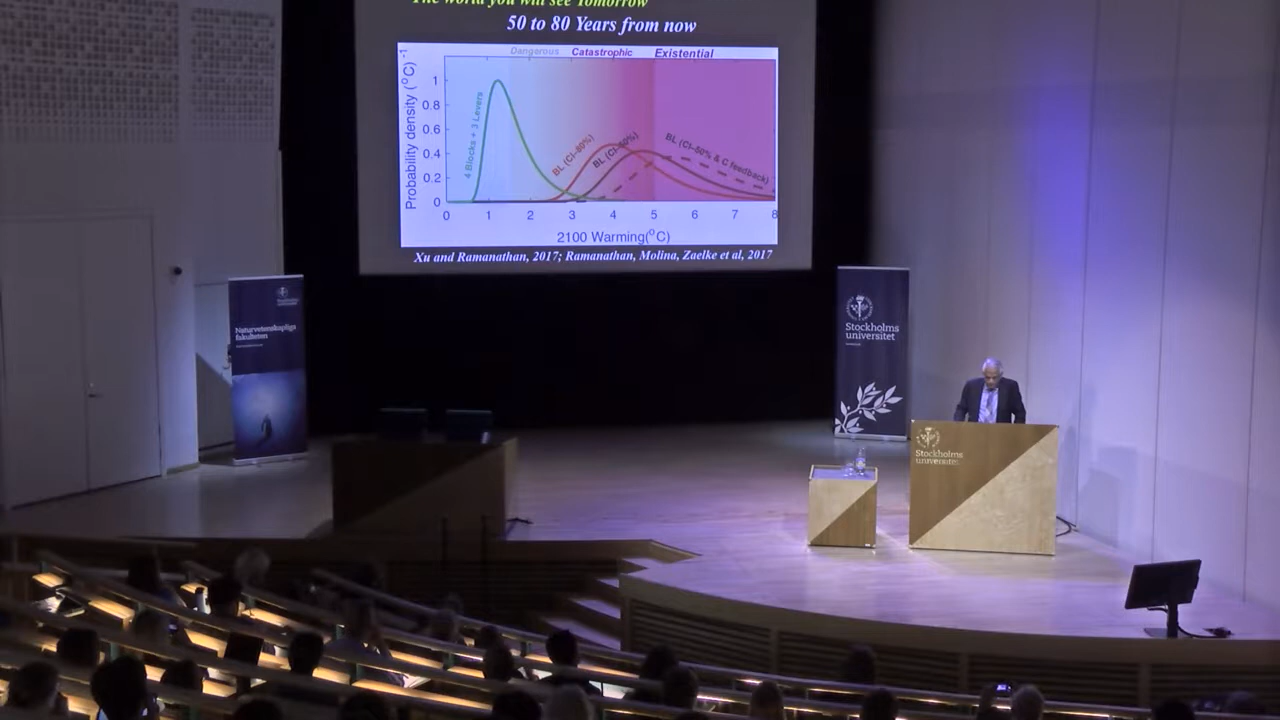 The world you will see Tomorrow
50 to 80 Years from now
Dangerous Catastrophic Existential
Probability density (°C)-1
1
0.8
0.6
0.4
0.2
0
4 Blocks + 3 Levers
BL (CI-80%)
BL (CI-50%)
BL (CI-50% & C feedback)
0 1 2 3 4 5 6 7 8
2100 Warming(°C)
Xu and Ramanathan, 2017; Ramanathan, Molina, Zaelke et al, 2017
Stockholms
universitet
Naturvetenskapliga
fakulteten
Stockholms
universitet
Stockholms
universitet